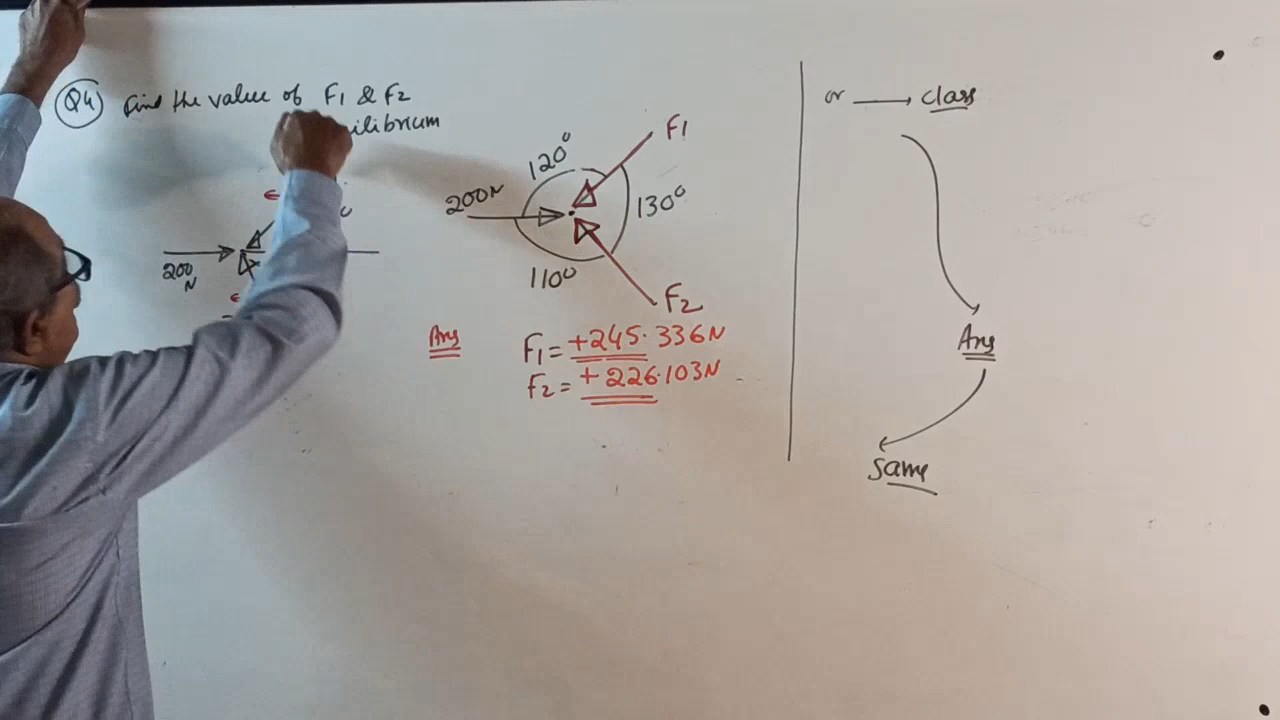 Q4 Find the value of F1 & F2
ilibrium
200 N
120°
F1
200N
130°
110°
F2
Ans
F1 = +245.336N
F2 = +226.103N
or → class
Ans
Same